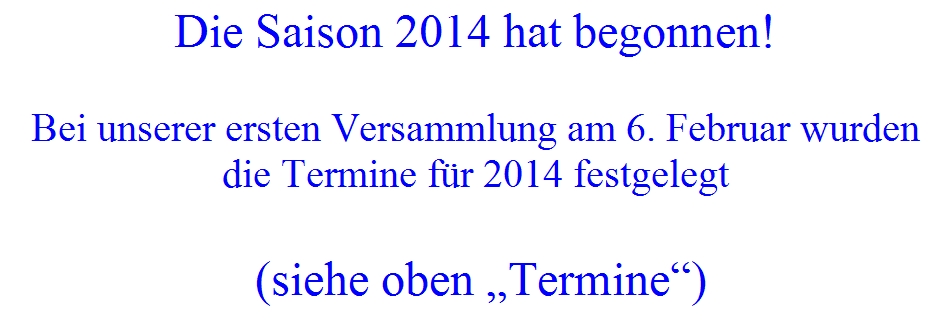 Die Saison 2014 hat begonnen!
Bei unserer ersten Versammlung am 6. Februar wurden
die Termine für 2014 festgelegt
(siehe oben „Termine“)